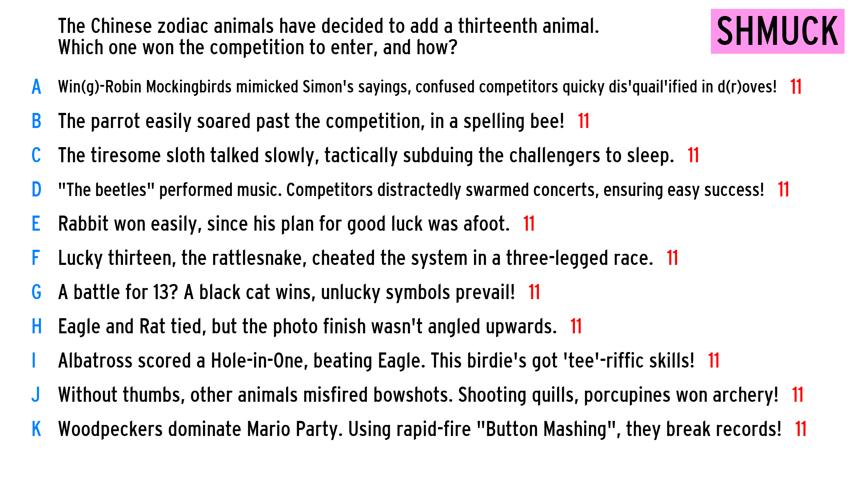 The Chinese zodiac animals have decided to add a thirteenth animal.
Which one won the competition to enter, and how?
SHMUCK
A Win(g)-Robin Mockingbirds mimicked Simon's sayings, confused competitors quicky dis'quail'ified in d(r)oves! 11
B The parrot easily soared past the competition, in a spelling bee! 11
C The tiresome sloth talked slowly, tactically subduing the challengers to sleep. 11
D "The beetles" performed music. Competitors distractedly swarmed concerts, ensuring easy success! 11
E Rabbit won easily, since his plan for good luck was afoot. 11
F Lucky thirteen, the rattlesnake, cheated the system in a three-legged race. 11
G A battle for 13? A black cat wins, unlucky symbols prevail! 11
H Eagle and Rat tied, but the photo finish wasn't angled upwards. 11
I Albatross scored a Hole-in-One, beating Eagle. This birdie's got 'tee'-riffic skills! 11
J Without thumbs, other animals misfired bowshots. Shooting quills, porcupines won archery! 11
K Woodpeckers dominate Mario Party. Using rapid-fire "Button Mashing", they break records! 11